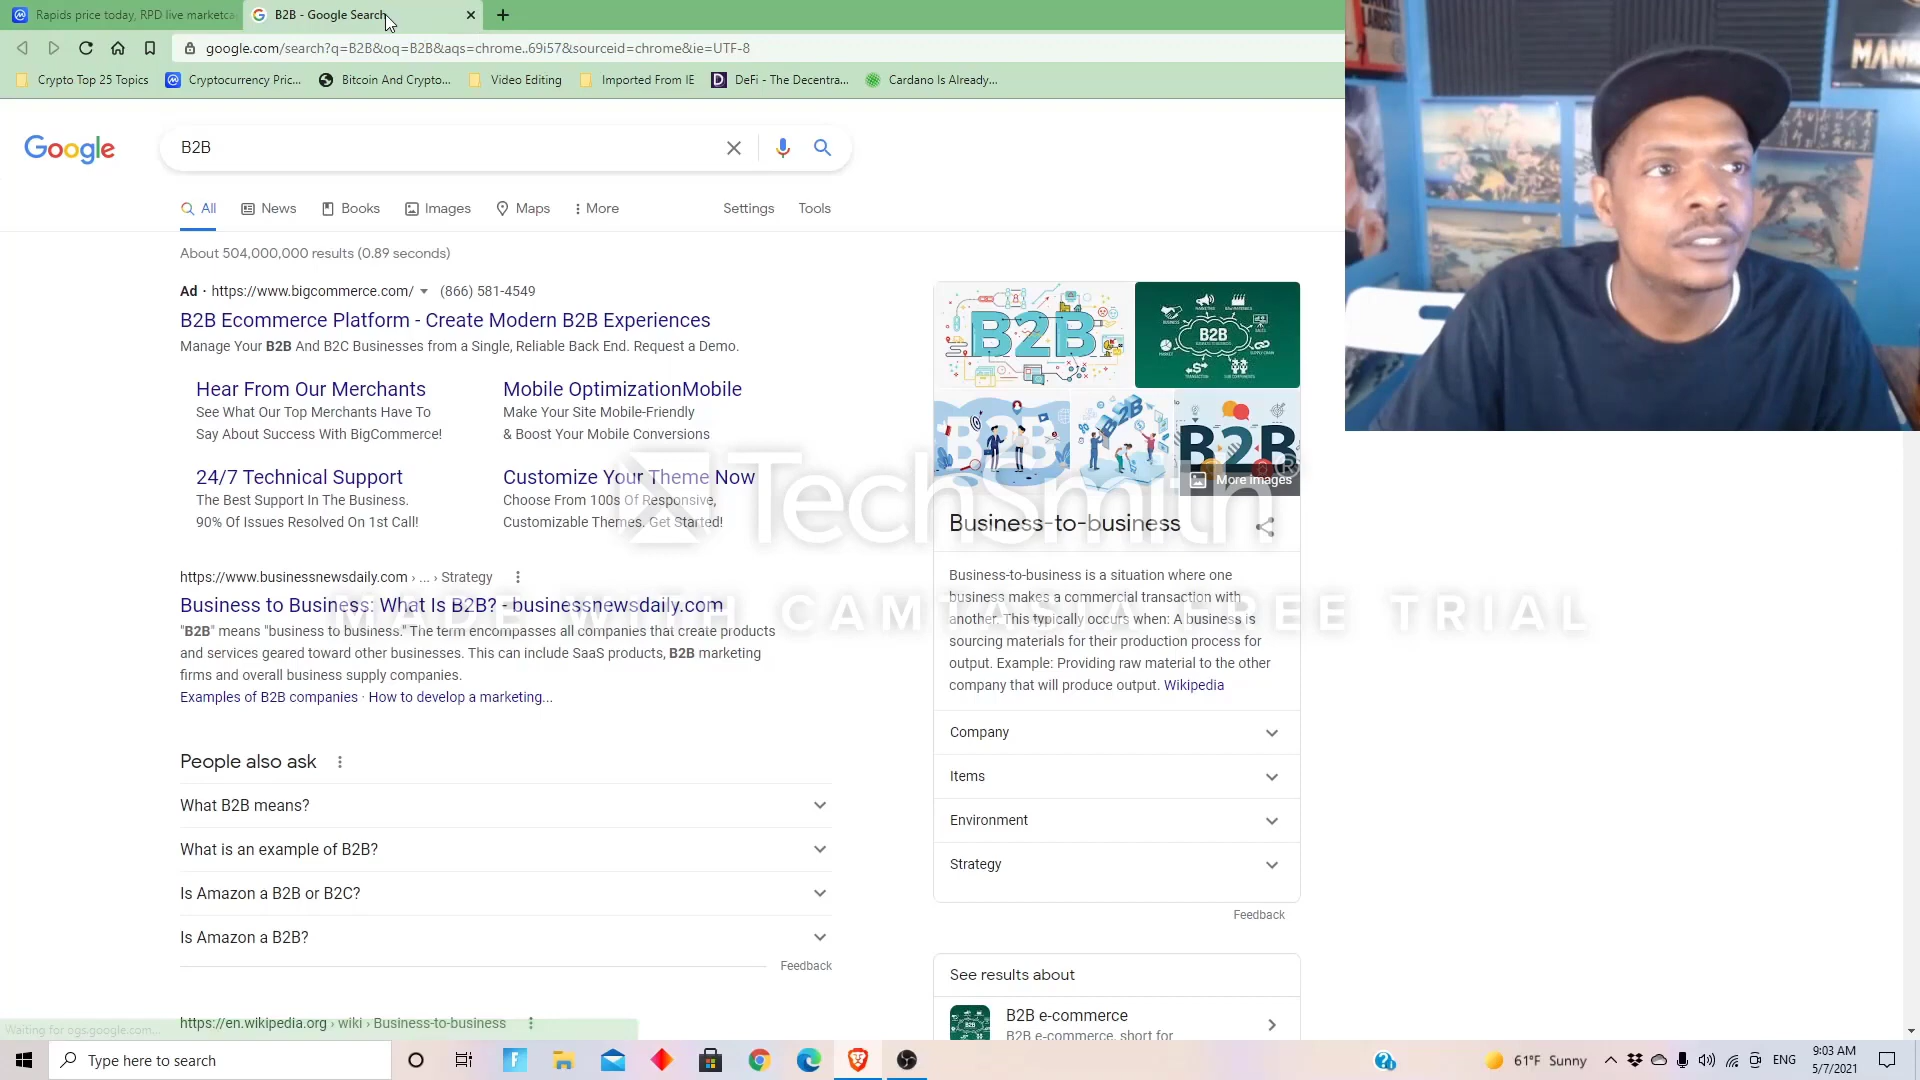 Rapids price today, RPD live marketca
B2B - Google Search
google.com/search?q=B2B&oq=B2B&aqs=chrome..69i57&sourceid=chrome&ie=UTF-8
Crypto Top 25 Topics
Cryptocurrency Pric...
Bitcoin And Crypto...
Video Editing
Imported From IE
DeFi - The Decentra...
Cardano Is Already...
MAN
Google
B2B
All
News
Books
Images
Maps
More
Settings
Tools
About 504,000,000 results (0.89 seconds)
Ad · https://www.bigcommerce.com/ (866) 581-4549
B2B Ecommerce Platform - Create Modern B2B Experiences
Manage Your B2B And B2C Businesses from a Single, Reliable Back End. Request a Demo.
Hear From Our Merchants
See What Our Top Merchants Have To
Say About Success With BigCommerce!
Mobile OptimizationMobile
Make Your Site Mobile-Friendly
& Boost Your Mobile Conversions
24/7 Technical Support
The Best Support In The Business.
90% Of Issues Resolved On 1st Call!
Customize Your Theme Now
Choose From 100s Of Responsive,
Customizable Themes. Get Started!
https://www.businessnewsdaily.com › ... › Strategy
Business to Business: What Is B2B? - businessnewsdaily.com
"B2B" means "business to business." The term encompasses all companies that create products
and services geared toward other businesses. This can include SaaS products, B2B marketing
firms and overall business supply companies.
Examples of B2B companies · How to develop a marketing...
People also ask
What B2B means?
What is an example of B2B?
Is Amazon a B2B or B2C?
Is Amazon a B2B?
Feedback
https://en.wikipedia.org › wiki › Business-to-business
B2B
B2B
B2B
B2B
B2B
More images
Business-to-business
Business-to-business is a situation where one
business makes a commercial transaction with
another. This typically occurs when: A business is
sourcing materials for their production process for
output. Example: Providing raw material to the other
company that will produce output. Wikipedia
Company
Items
Environment
Strategy
Feedback
See results about
B2B e-commerce
B2B e-commerce, short for
TechSmith®
MADE WITH CAMTASIA FREE TRIAL
Waiting for ogs.google.com...
Type here to search
61°F Sunny
ENG
9:03 AM
5/7/2021